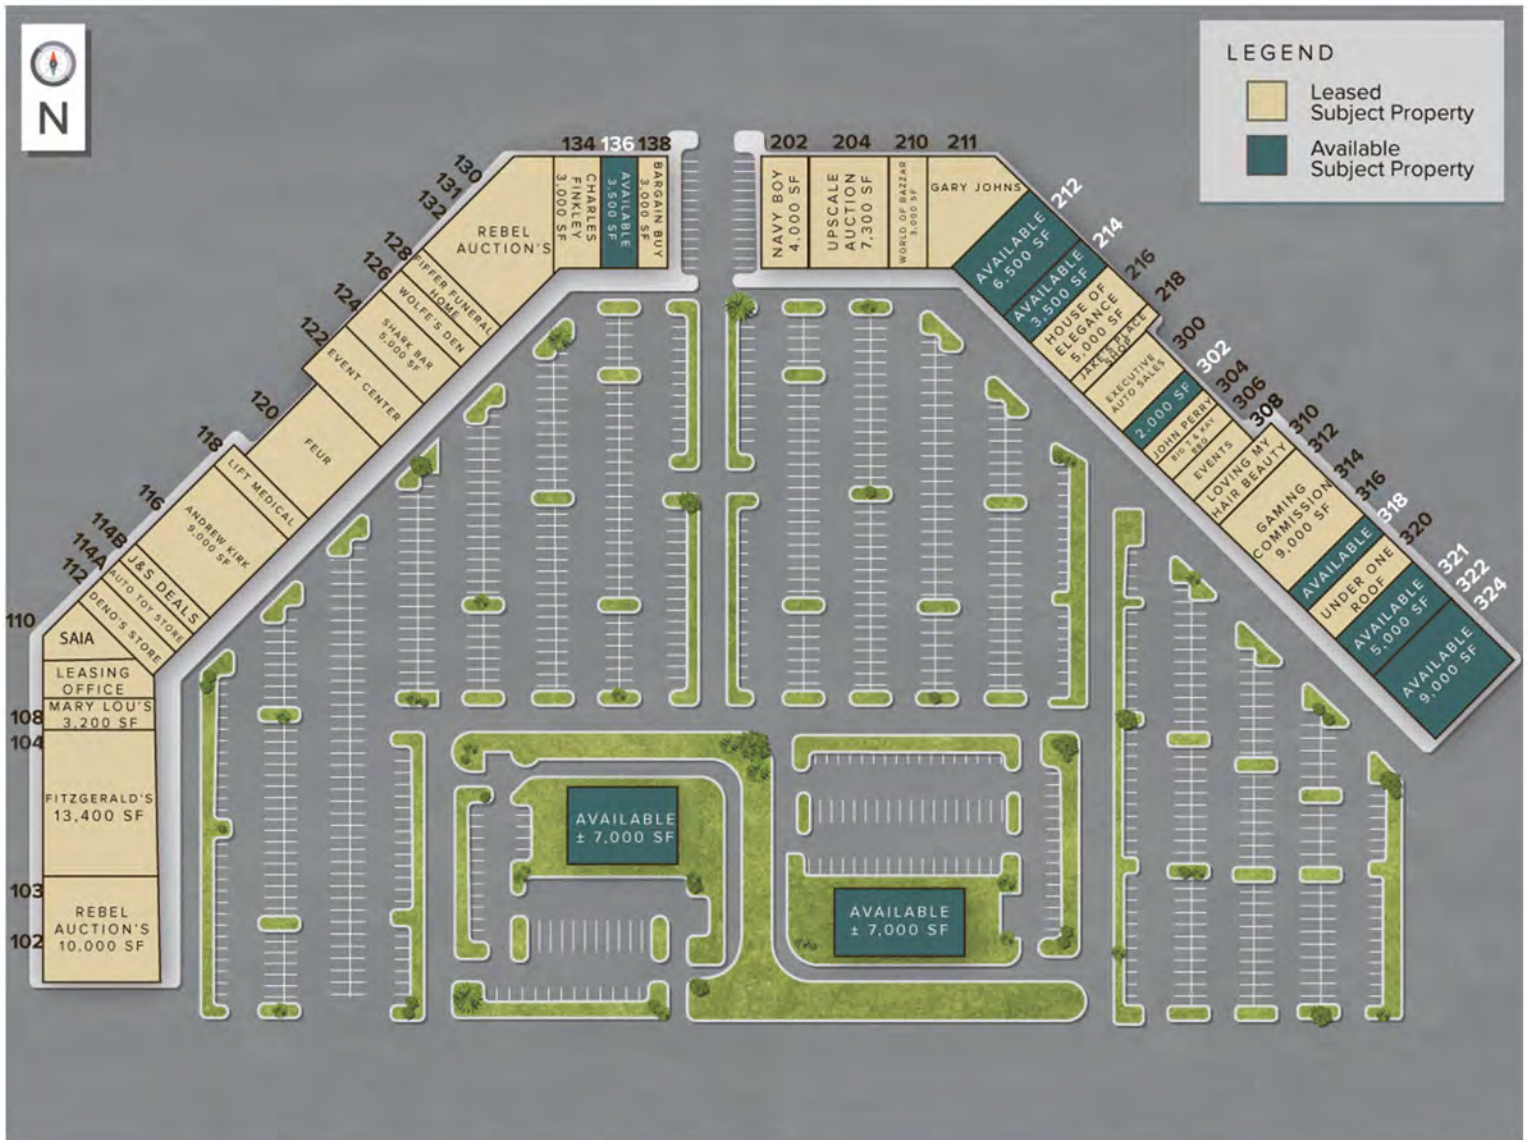 N
LEGEND
Leased
Subject Property
Available
Subject Property
134
136
138
130
131
132
128
126
124
122
120
118
116
114B
114A
112
110
108
104
103
102
BARGAIN BUY
3,000 SF
AVAILABLE
3,500 SF
CHARLES
FINKLEY
3,000 SF
REBEL
AUCTION'S
FIFFER FUNERAL
HOME
WOLFE'S DEN
SHARK BAR
5,000 SF
EVENT CENTER
FEUR
LIFT MEDICAL
ANDREW KIRK
9,000 SF
J&S DEALS
AUTO TOY STORE
DENO'S STORE
SAIA
LEASING
OFFICE
MARY LOU'S
3,200 SF
FITZGERALD'S
13,400 SF
REBEL
AUCTION'S
10,000 SF
202
204
210
211
212
214
216
218
300
302
304
306
308
310
312
314
316
318
320
321
322
324
NAVY BOY
4,000 SF
UPSCALE
AUCTION
7,300 SF
WORLD OF BAZZAR
3,000 SF
GARY JOHNS
AVAILABLE
6,500 SF
AVAILABLE
3,500 SF
HOUSE OF
ELEGANCE
5,000 SF
JAKE'S PLACE
SHOP
EXECUTIVE
AUTO SALES
2,000 SF
JOHN PERRY
BIG T & KAY
BBQ
EVENTS
LOVING MY
HAIR BEAUTY
GAMING
COMMISSION
9,000 SF
AVAILABLE
UNDER ONE
ROOF
AVAILABLE
5,000 SF
AVAILABLE
9,000 SF
AVAILABLE
± 7,000 SF
AVAILABLE
± 7,000 SF